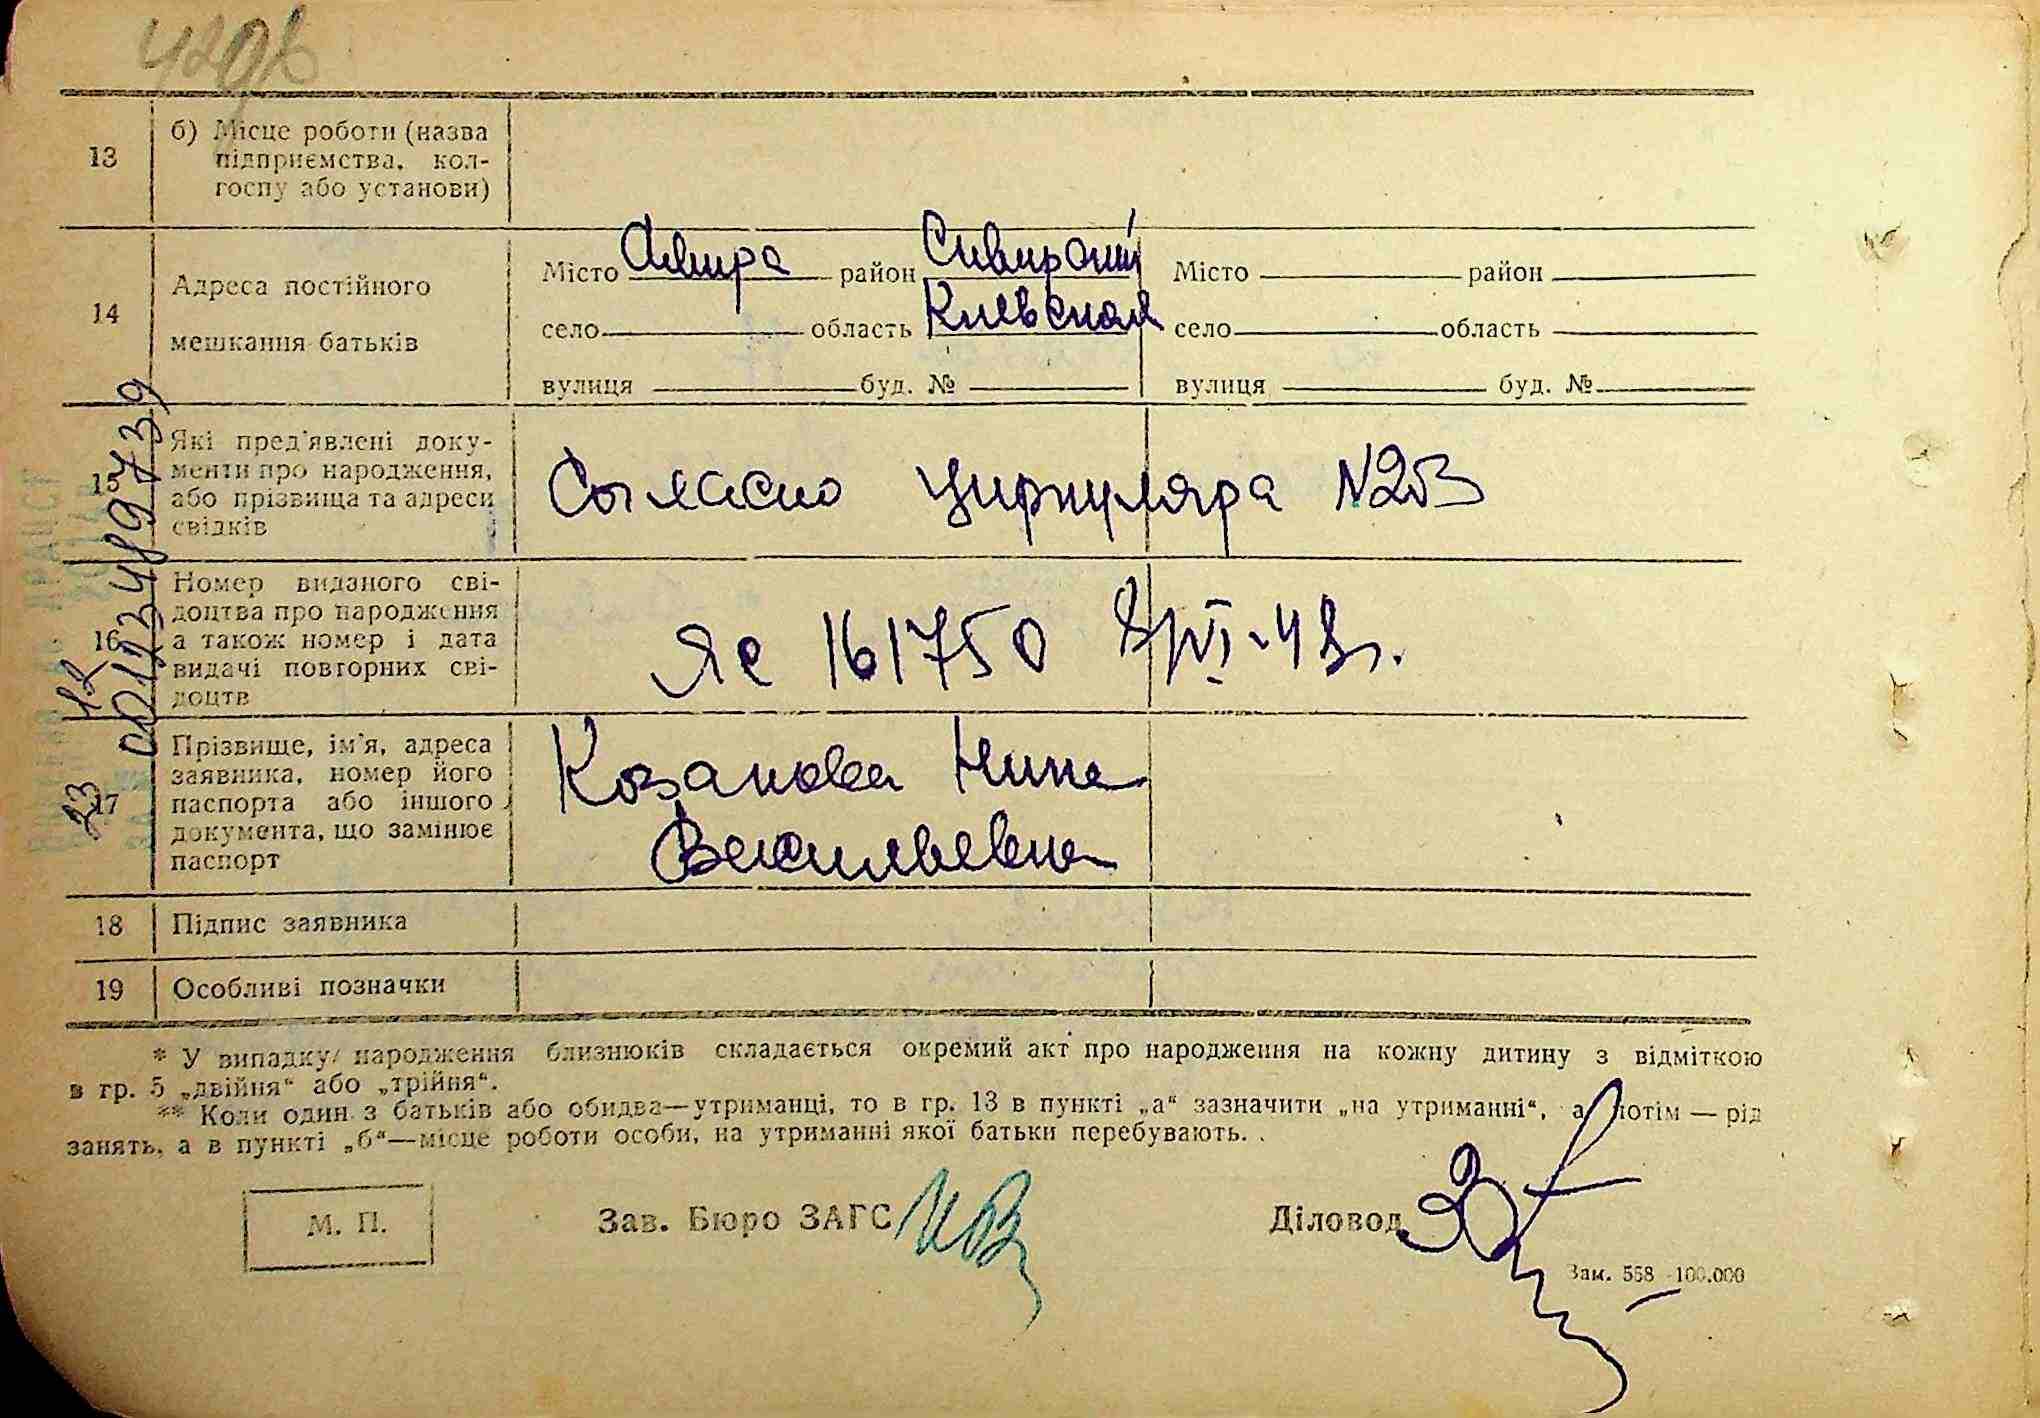 13
б) Місце роботи (назва
підприємства, кол-
госпу або установи)
14
Адреса постійного
мешкання батьків
Місто район Сквирский Місто район
село область Киевская село область
вулиця буд. № вулиця буд. №
15
Які пред'явлені доку-
менти про народження,
або прізвища та адреси
свідків
Согласно циркуляра N203
16
Номер виданого сві-
доцтва про народження
а також номер і дата
видачі повторних сві-
доцтв
ЯС 161750
17
Прізвище, ім'я, адреса
заявника, номер його
паспорта або іншого
документа, що замінює
паспорт
Нина
Васильевна
18 Підпис заявника
19 Особливі позначки
* У випадку народження близнюків складається окремий акт про народження на кожну дитину з відміткою
в гр. 5 „двійня“ або „трійня“.
** Коли один з батьків або обидва—утриманці, то в гр. 13 в пункті „а“ зазначити „на утриманні“, а потім — рід
занять, а в пункті „б“—місце роботи особи, на утриманні якої батьки перебувають.
М. П.
Зав. Бюро ЗАГС
Діловод
Зам. 558 -100.000